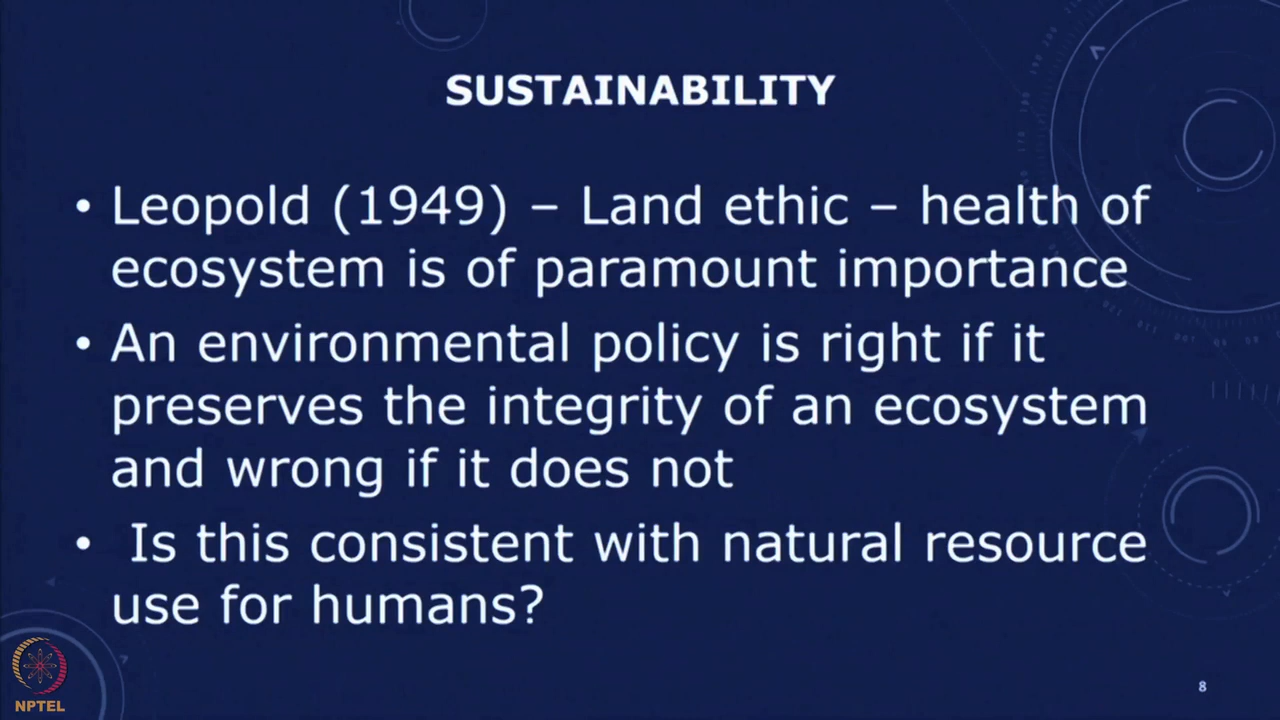 SUSTAINABILITY
• Leopold (1949) – Land ethic – health of
ecosystem is of paramount importance
• An environmental policy is right if it
preserves the integrity of an ecosystem
and wrong if it does not
• Is this consistent with natural resource
use for humans?
NPTEL
8